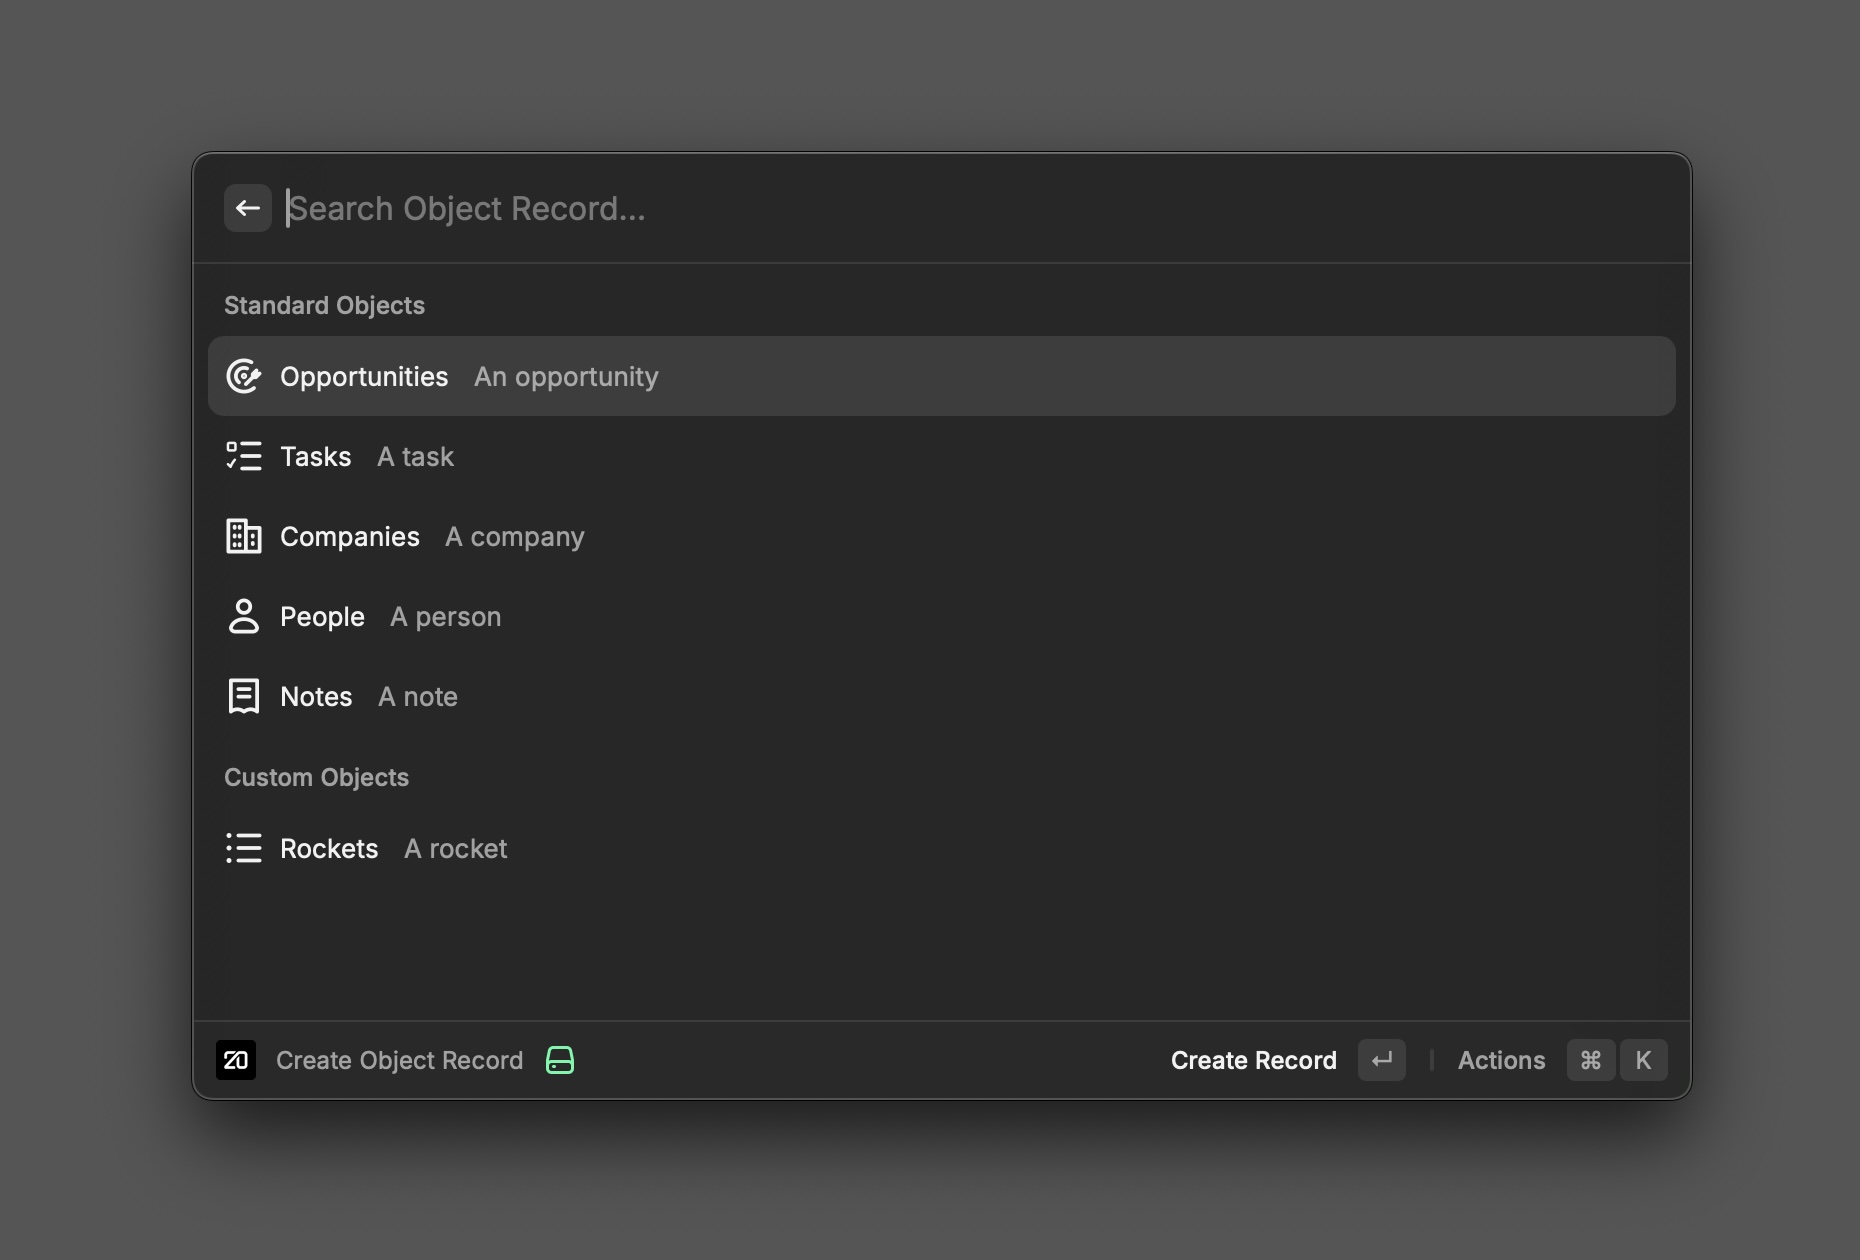 Search Object Record...
Standard Objects
Opportunities An opportunity
Tasks A task
Companies A company
People A person
Notes A note
Custom Objects
Rockets A rocket
20 Create Object Record Create Record ↵ Actions ⌘ K